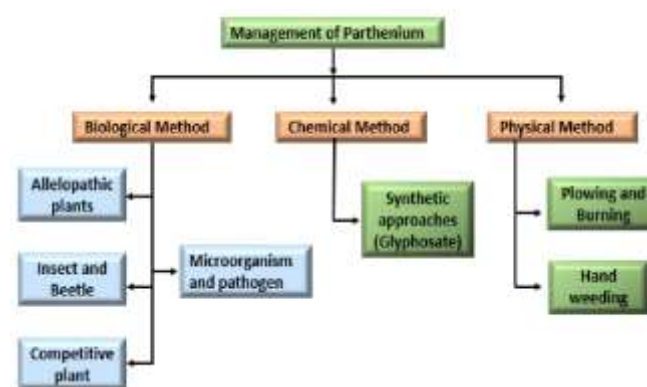 Management of Parthenium
Biological Method
Chemical Method
Physical Method
Allelopathic
plants
Insect and
Beetle
Competitive
plant
Microorganism
and pathogen
Synthetic
approaches
(Glyphosate)
Plowing and
Burning
Hand
weeding